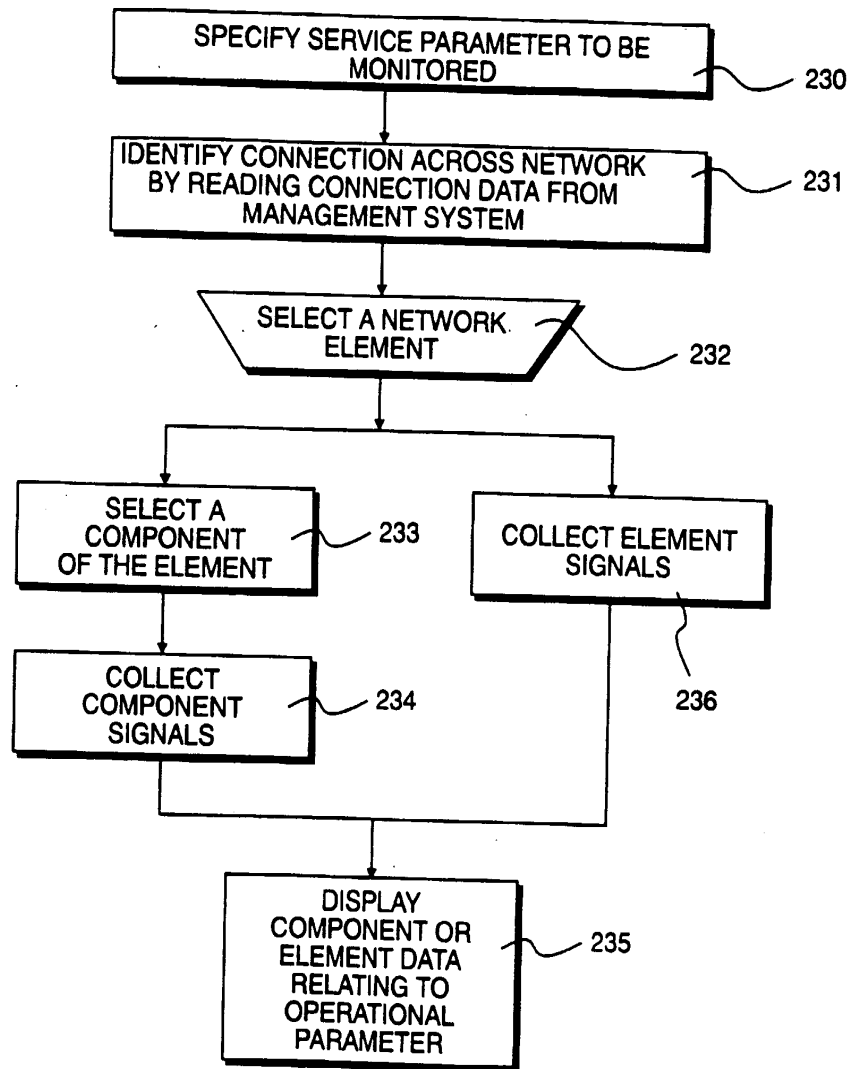 SPECIFY SERVICE PARAMETER TO BE
MONITORED
230
IDENTIFY CONNECTION ACROSS NETWORK
BY READING CONNECTION DATA FROM
MANAGEMENT SYSTEM
231
SELECT A NETWORK
ELEMENT
232
SELECT A
COMPONENT
OF THE ELEMENT
233
COLLECT ELEMENT
SIGNALS
236
COLLECT
COMPONENT
SIGNALS
234
DISPLAY
COMPONENT OR
ELEMENT DATA
RELATING TO
OPERATIONAL
PARAMETER
235